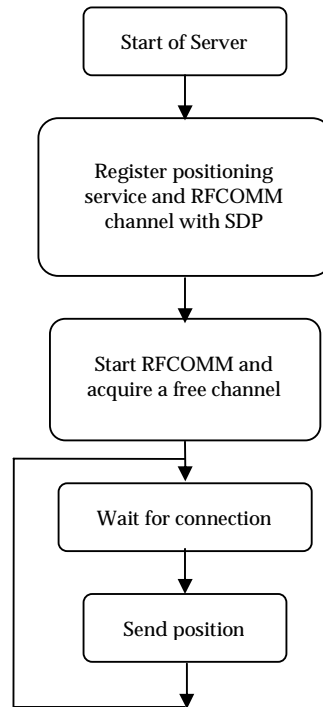 Start of Server
Register positioning
service and RFCOMM
channel with SDP
Start RFCOMM and
acquire a free channel
Wait for connection
Send position